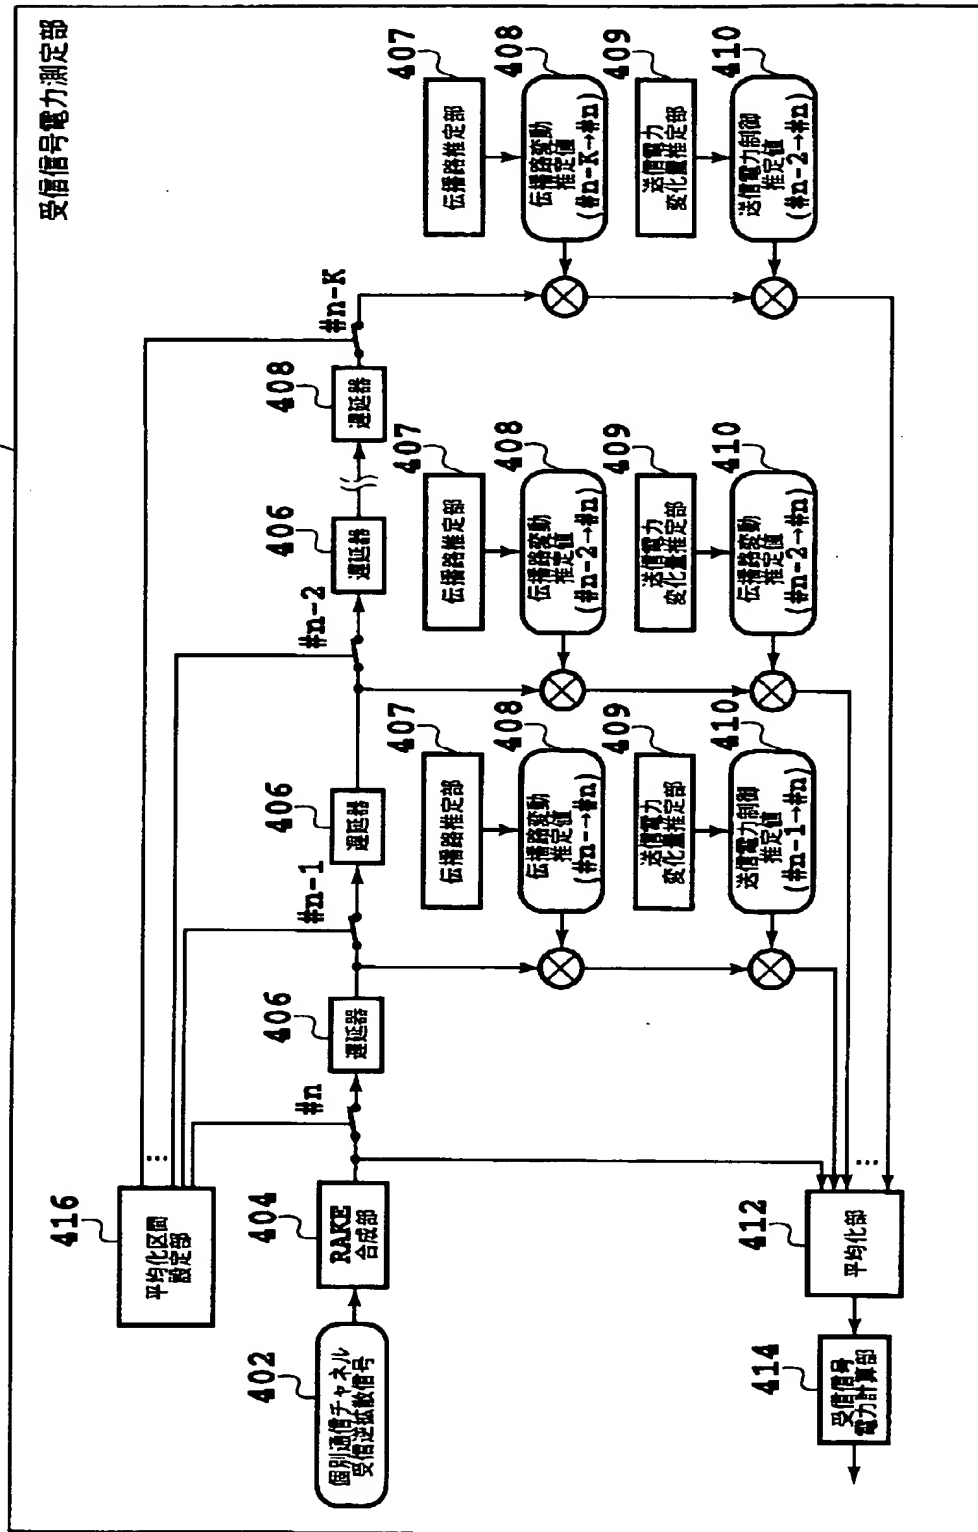 受信信号電力測定部
416
平均化区間
設定部
402
個別通信チャネル
受信逆拡散信号
404
RAKE
合成部
#n
406
遅延器
#n-1
406
遅延器
#n-2
406
遅延器
408
遅延器
#n-K
407
伝播路推定部
408
伝播路変動
推定値
(#n-→#n)
409
送信電力
変化量推定部
410
送信電力制御
推定値
(#n-1→#n)
407
伝播路推定部
408
伝播路変動
推定値
(#n-2→#n)
409
送信電力
変化量推定部
410
伝播路変動
推定値
(#n-2→#n)
407
伝播路推定部
408
伝播路変動
推定値
(#n-K→#n)
409
送信電力
変化量推定部
410
送信電力制御
推定値
(#n-2→#n)
412
平均化部
414
受信信号
電力計算部